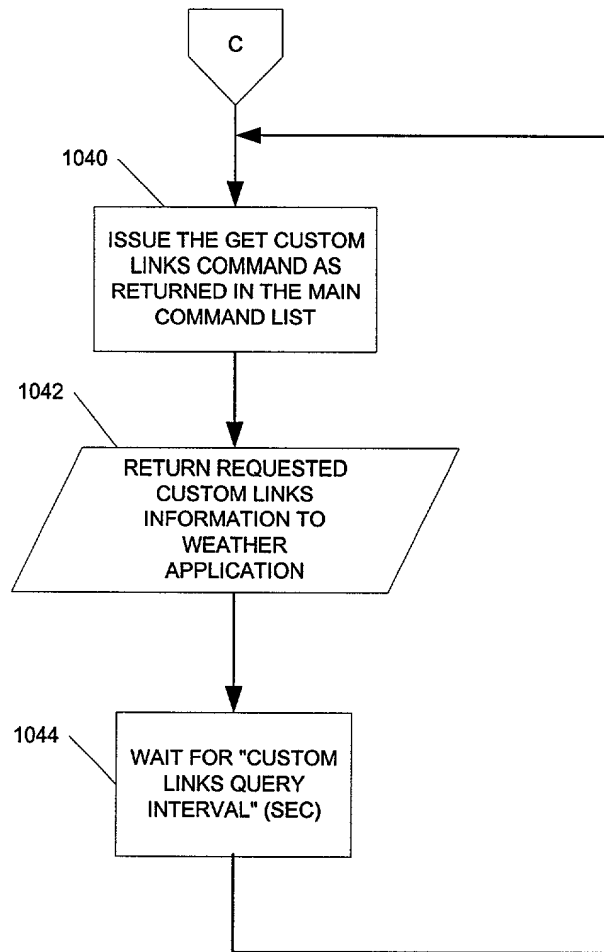 C
1040
ISSUE THE GET CUSTOM
LINKS COMMAND AS
RETURNED IN THE MAIN
COMMAND LIST
1042
RETURN REQUESTED
CUSTOM LINKS
INFORMATION TO
WEATHER
APPLICATION
1044
WAIT FOR "CUSTOM
LINKS QUERY
INTERVAL" (SEC)